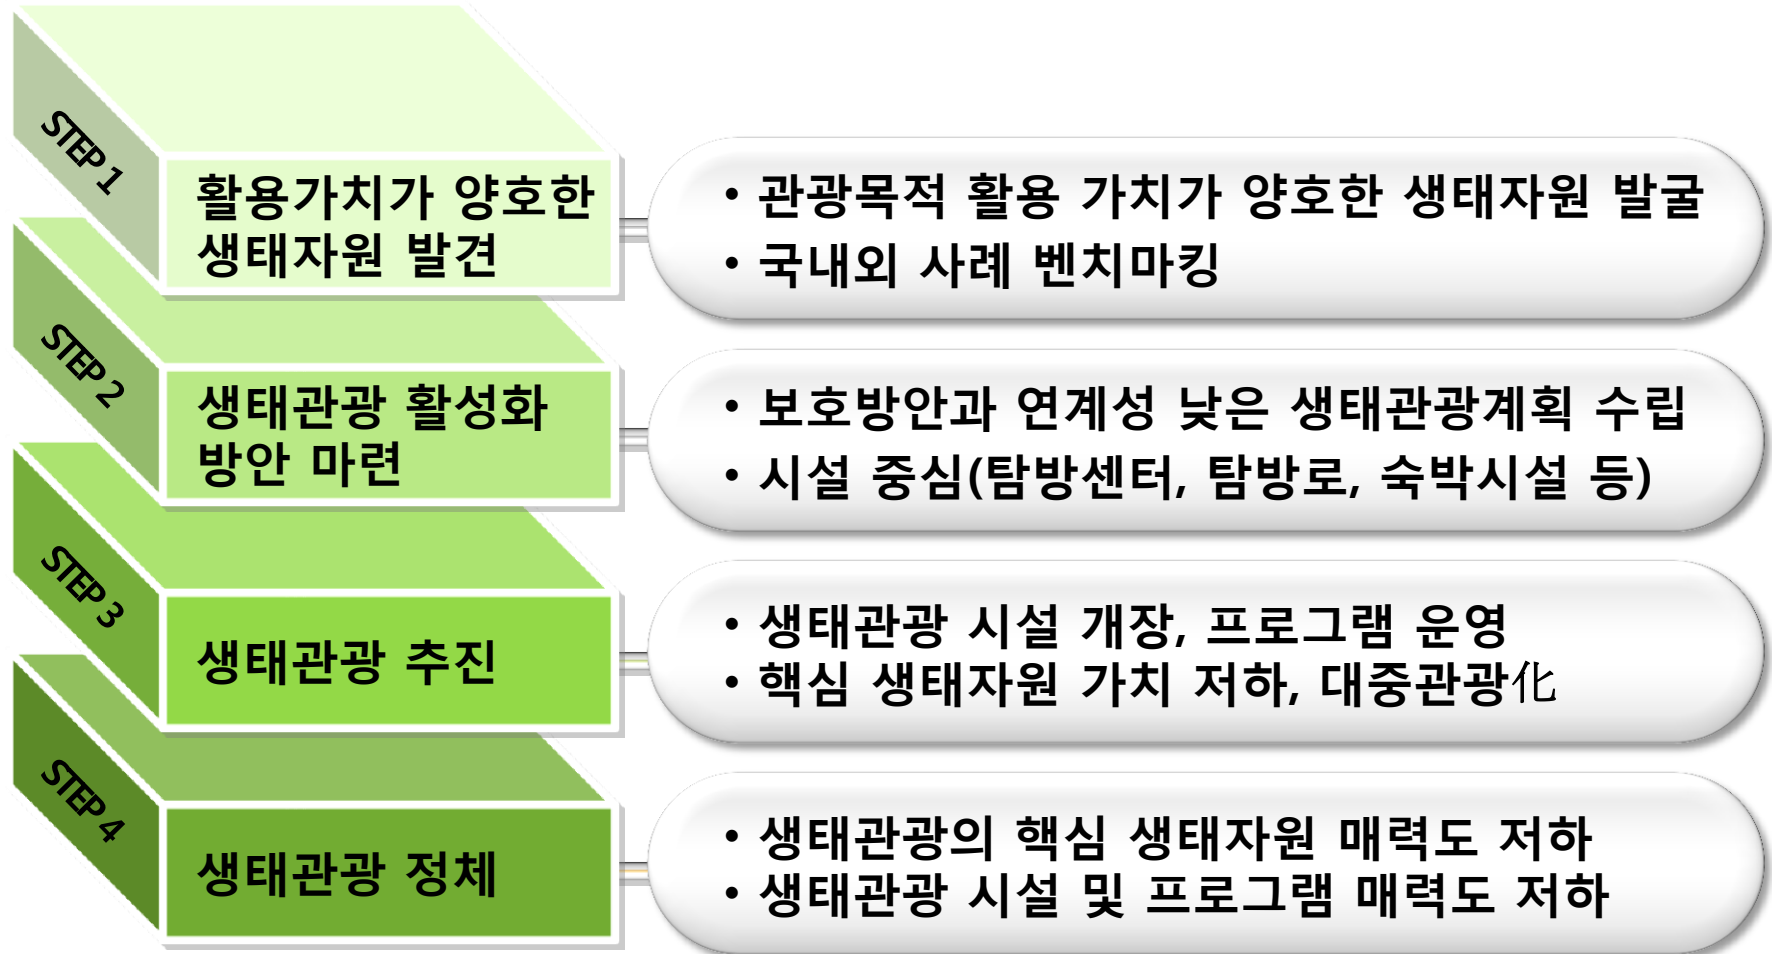 STEP 1
활용가치가 양호한
생태자원 발견
• 관광목적 활용 가치가 양호한 생태자원 발굴
• 국내외 사례 벤치마킹
STEP 2
생태관광 활성화
방안 마련
• 보호방안과 연계성 낮은 생태관광계획 수립
• 시설 중심(탐방센터, 탐방로, 숙박시설 등)
STEP 3
생태관광 추진
• 생태관광 시설 개장, 프로그램 운영
• 핵심 생태자원 가치 저하, 대중관광化
STEP 4
생태관광 정체
• 생태관광의 핵심 생태자원 매력도 저하
• 생태관광 시설 및 프로그램 매력도 저하